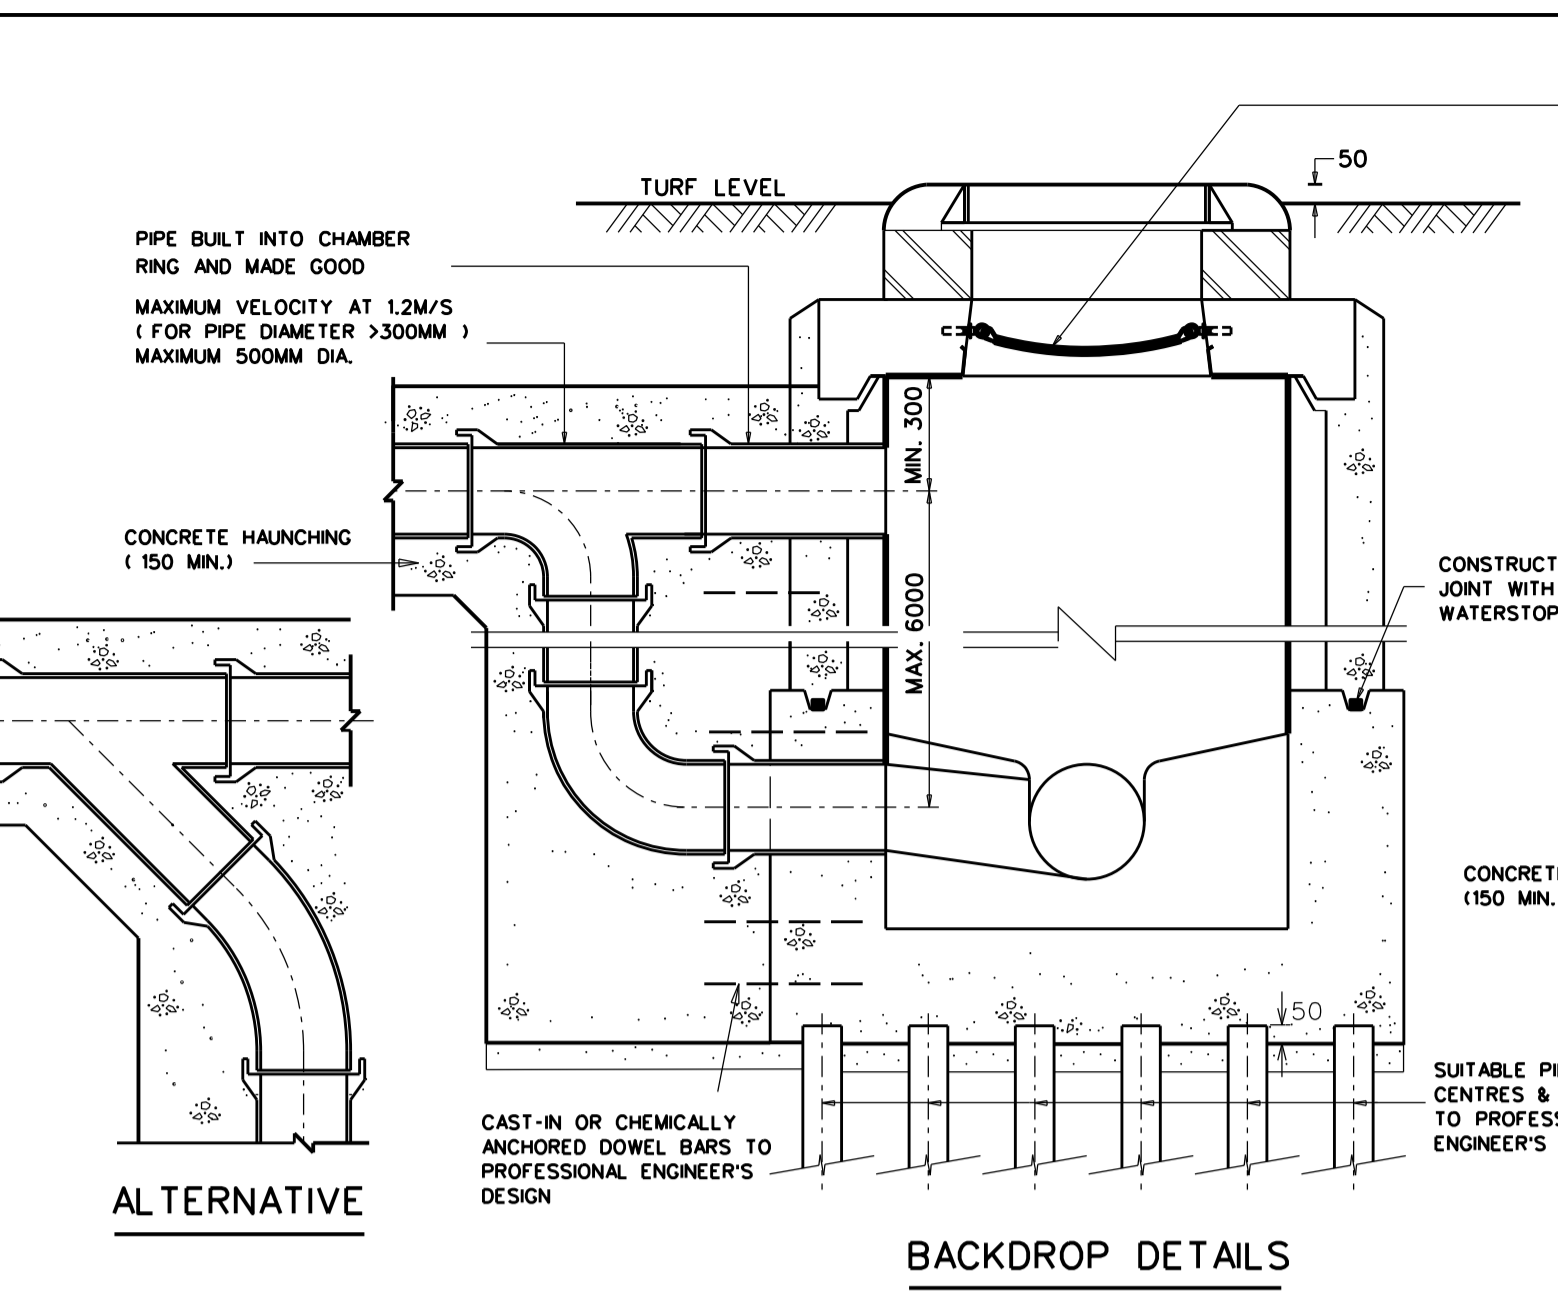 50
TURF LEVEL
PIPE BUILT INTO CHAMBER
RING AND MADE GOOD
MAXIMUM VELOCITY AT 1.2M/S
( FOR PIPE DIAMETER >300MM )
MAXIMUM 500MM DIA.
MIN. 300
CONCRETE HAUNCHING
( 150 MIN.)
MAX. 6000
CONSTRUCT
JOINT WITH
WATERSTOP
CONCRETE
(150 MIN.
50
SUITABLE PI
CENTRES &
TO PROFESS
ENGINEER'S
CAST-IN OR CHEMICALLY
ANCHORED DOWEL BARS TO
PROFESSIONAL ENGINEER'S
DESIGN
ALTERNATIVE
BACKDROP DETAILS